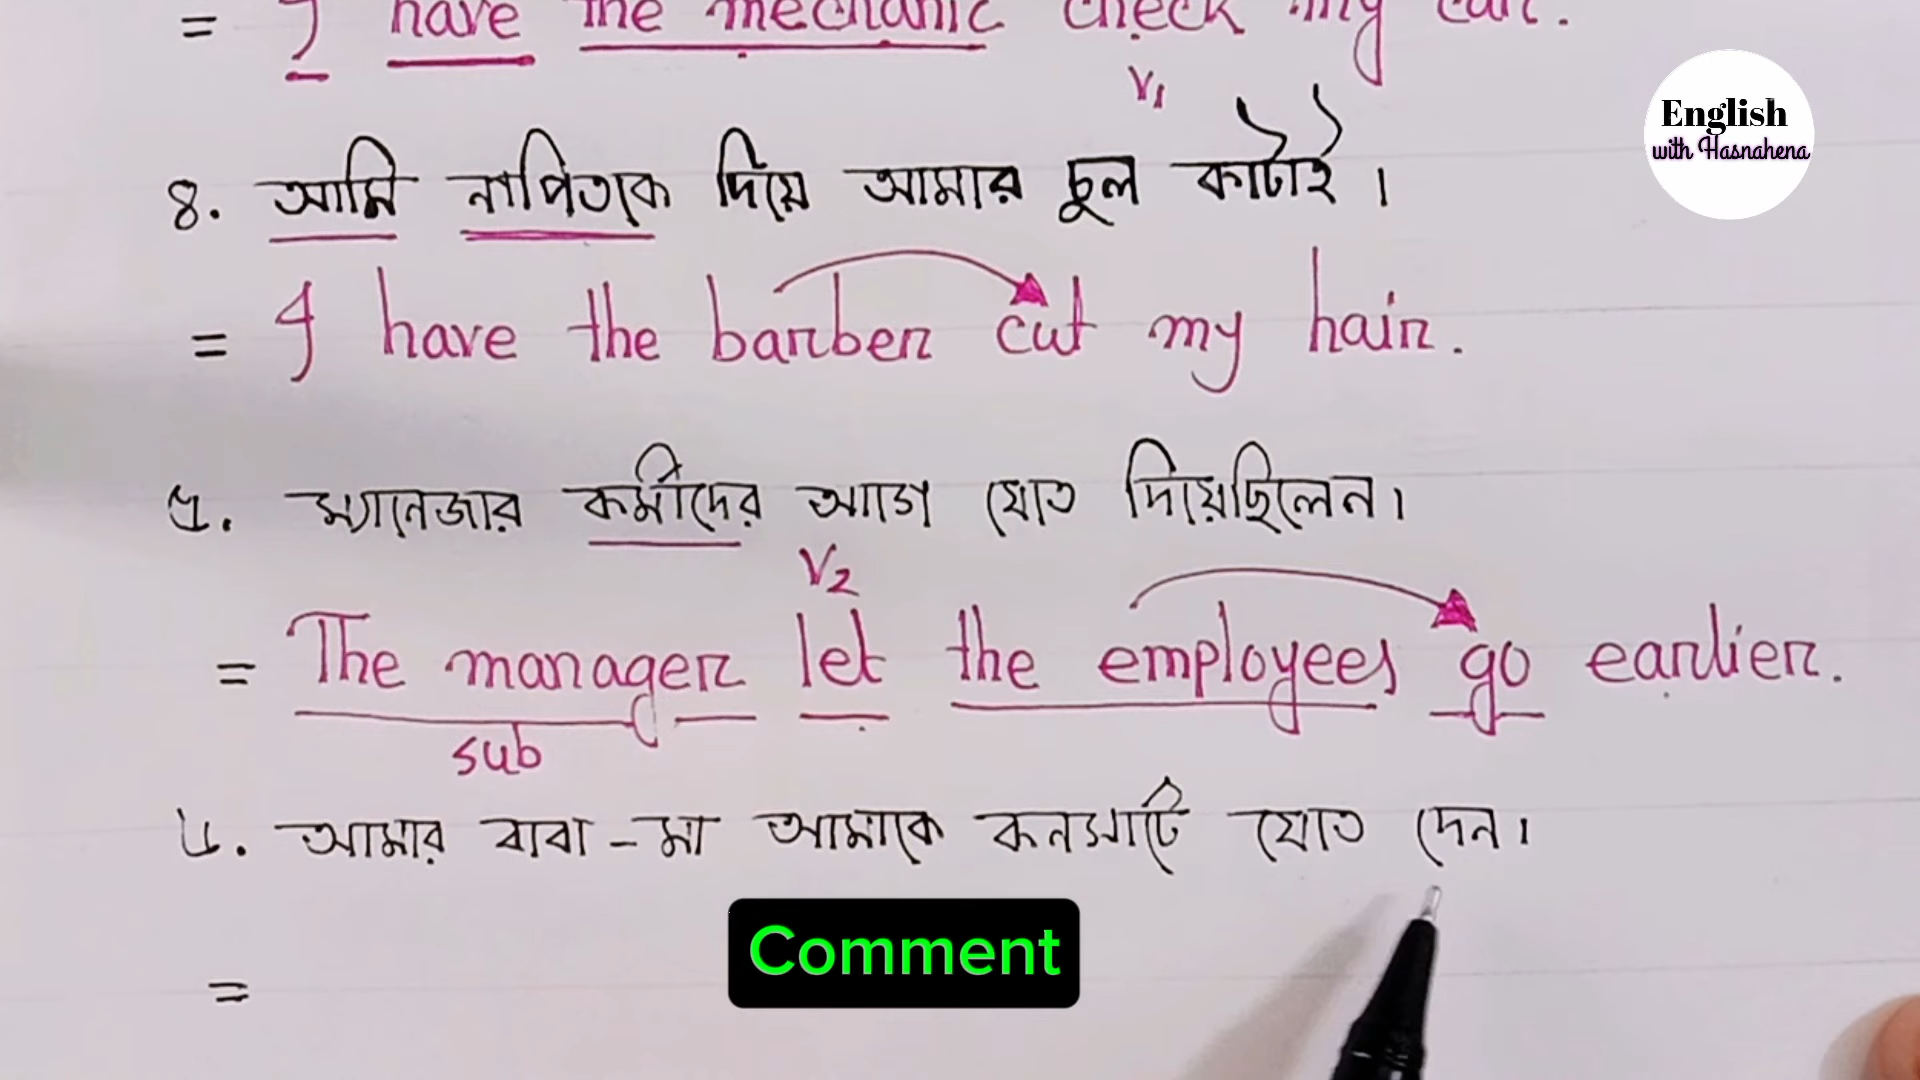 = I have the mechanic check my car.
V1
৪. আমি নাপিতকে দিয়ে আমার চুল কাটাই।
= I have the barber cut my hair.
৫. ম্যানেজার কর্মীদের আগে যেতে দিয়েছিলেন।
V2
= The manager let the employees go earlier.
sub
৬. আমার বাবা-মা আমাকে কনসার্টে যেতে দেন।
=
Comment
English
with Hasnahena